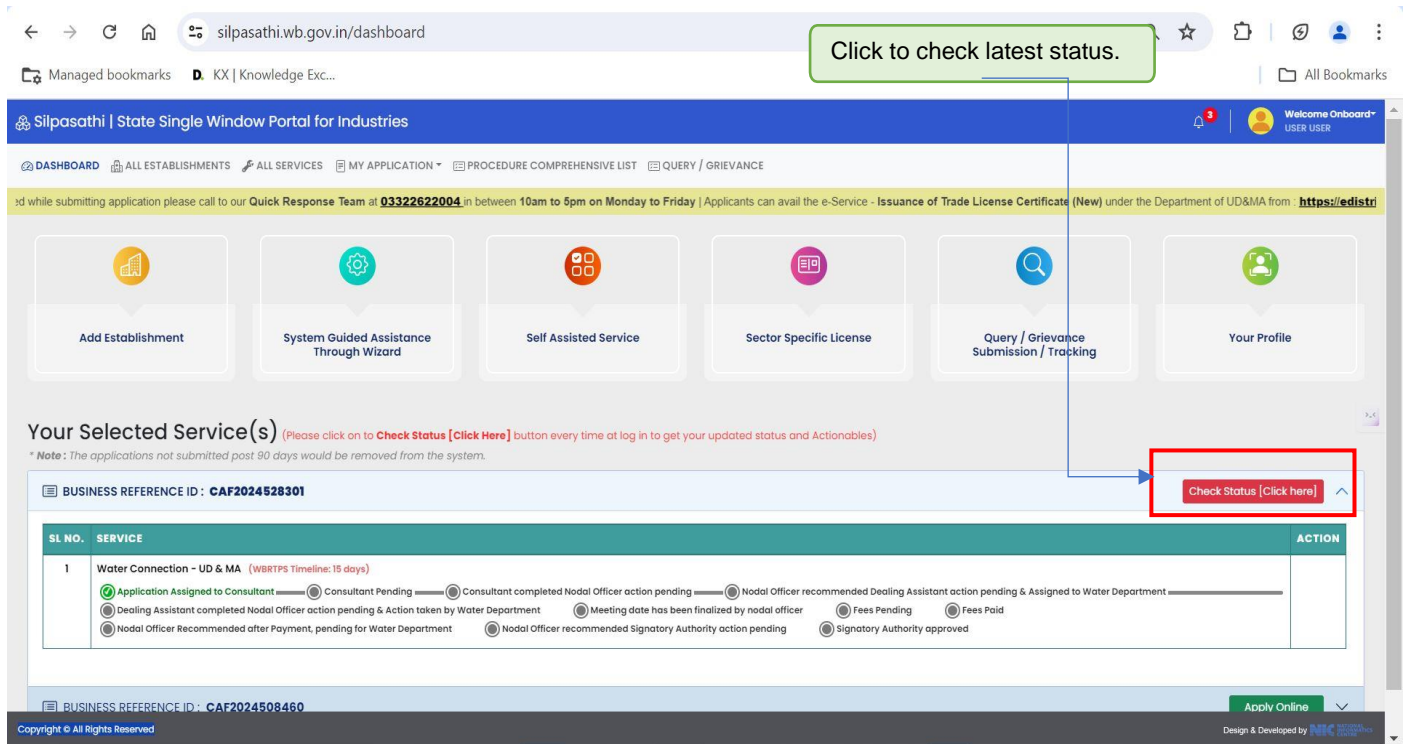 silpasathi.wb.gov.in/dashboard
Click to check latest status.
Managed bookmarks D. KX | Knowledge Exc... All Bookmarks
Silpasathi | State Single Window Portal for Industries 3 Welcome Onboard
USER USER
DASHBOARD ALL ESTABLISHMENTS ALL SERVICES MY APPLICATION PROCEDURE COMPREHENSIVE LIST QUERY / GRIEVANCE
ed while submitting application please call to our Quick Response Team at 03322622004 in between 10am to 5pm on Monday to Friday | Applicants can avail the e-Service - Issuance of Trade License Certificate (New) under the Department of UD&MA from : https://edistri
Add Establishment
System Guided Assistance
Through Wizard
Self Assisted Service
Sector Specific License
Query / Grievance
Submission / Tracking
Your Profile
Your Selected Service(s) (Please click on to Check Status [Click Here] button every time at log in to get your updated status and Actionables)
* Note : The applications not submitted post 90 days would be removed from the system.
BUSINESS REFERENCE ID : CAF2024528301 Check Status [Click here]
SL NO. SERVICE ACTION
1 Water Connection - UD & MA (WBRTPS Timeline: 15 days)
Application Assigned to Consultant Consultant Pending Consultant completed Nodal Officer action pending Nodal Officer recommended Dealing Assistant action pending & Assigned to Water Department
Dealing Assistant completed Nodal Officer action pending & Action taken by Water Department Meeting date has been finalized by nodal officer Fees Pending Fees Paid
Nodal Officer Recommended after Payment, pending for Water Department Nodal Officer recommended Signatory Authority action pending Signatory Authority approved
BUSINESS REFERENCE ID : CAF2024508460 Apply Online
Copyright © All Rights Reserved Design & Developed by NIC